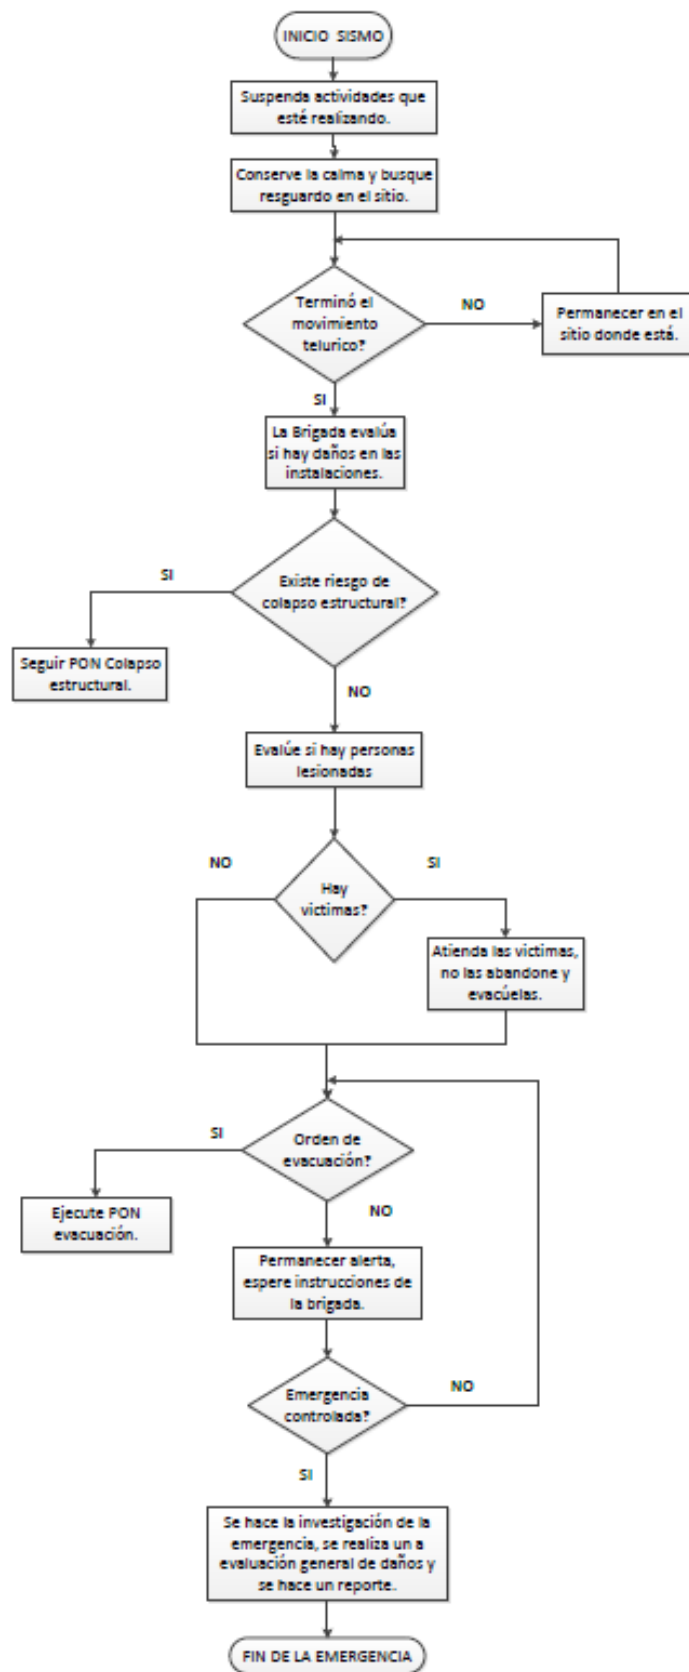 INICIO SISMO
Suspenda actividades que
esté realizando.
Conserve la calma y busque
resguardo en el sitio.
Terminó el
movimiento
telurico?
NO
Permanecer en el
sitio donde está.
SI
La Brigada evalúa
si hay daños en las
instalaciones.
Existe riesgo de
colapso estructural?
SI
Seguir PON Colapso
estructural.
NO
Evalúe si hay personas
lesionadas
Hay
victimas?
NO
SI
Atienda las victimas,
no las abandone y
evacúelas.
Orden de
evacuación?
SI
Ejecute PON
evacuación.
NO
Permanecer alerta,
espere instrucciones de
la brigada.
Emergencia
controlada?
NO
SI
Se hace la investigación de la
emergencia, se realiza un a
evaluación general de daños y
se hace un reporte.
FIN DE LA EMERGENCIA